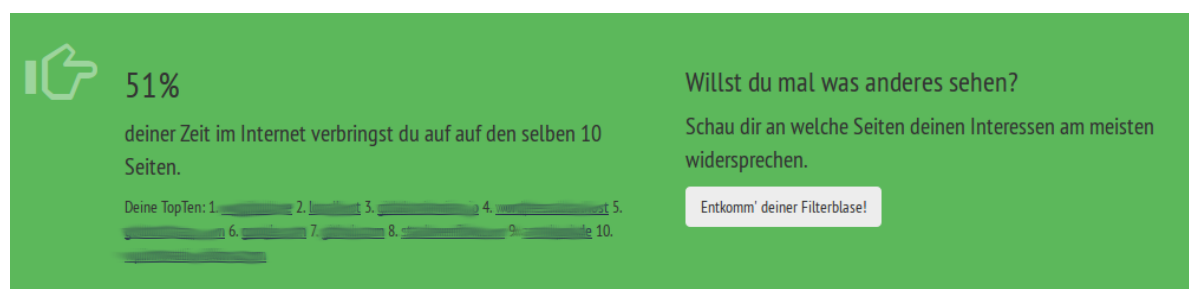 51%
deiner Zeit im Internet verbringst du auf auf den selben 10
Seiten.
Deine TopTen: 1. 2. 3. 4. 5.
6. 7. 8. 9. 10.
Willst du mal was anderes sehen?
Schau dir an welche Seiten deinen Interessen am meisten
widersprechen.
Entkomm' deiner Filterblase!